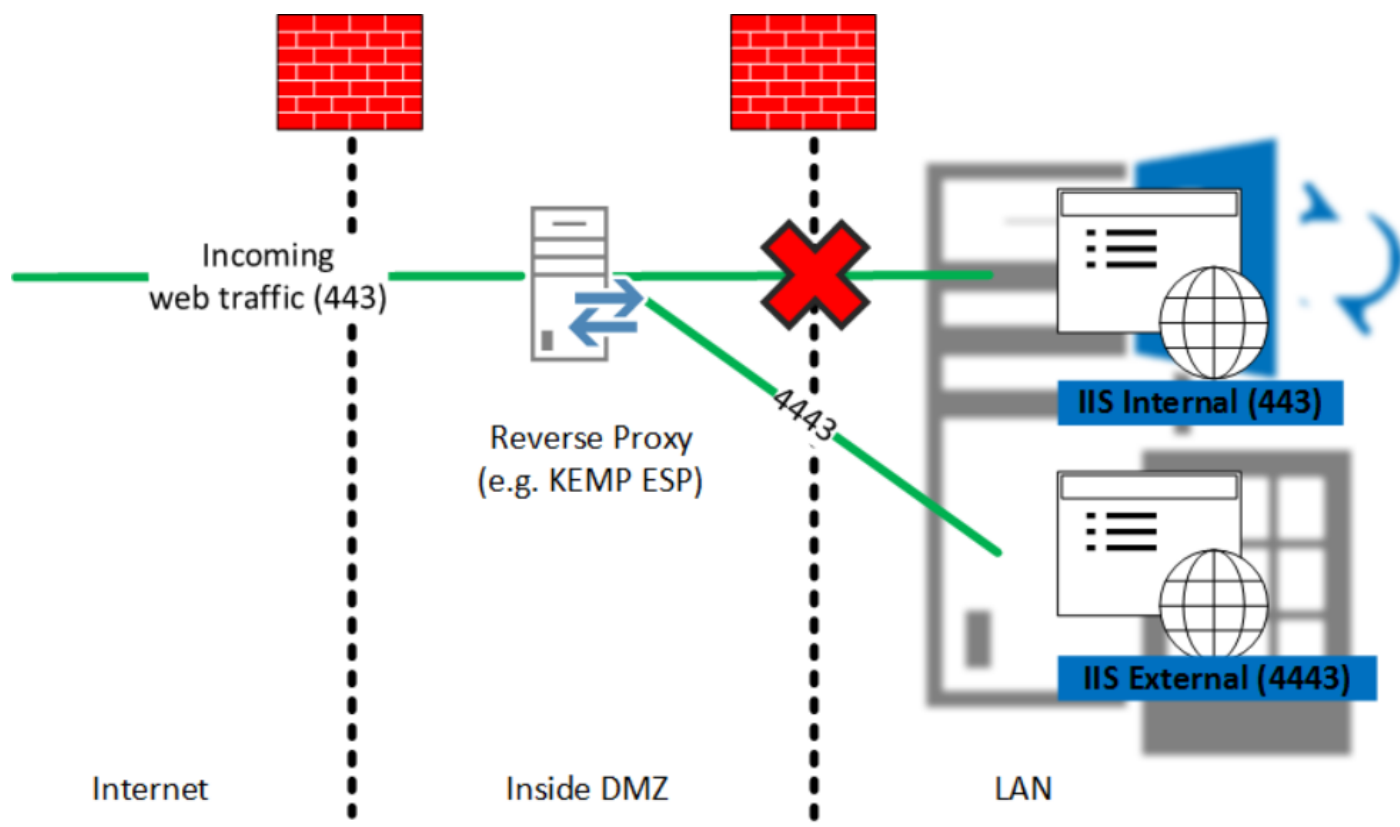 Incoming
web traffic (443)
4443
IIS Internal (443)
Reverse Proxy
(e.g. KEMP ESP)
IIS External (4443)
Internet
Inside DMZ
LAN